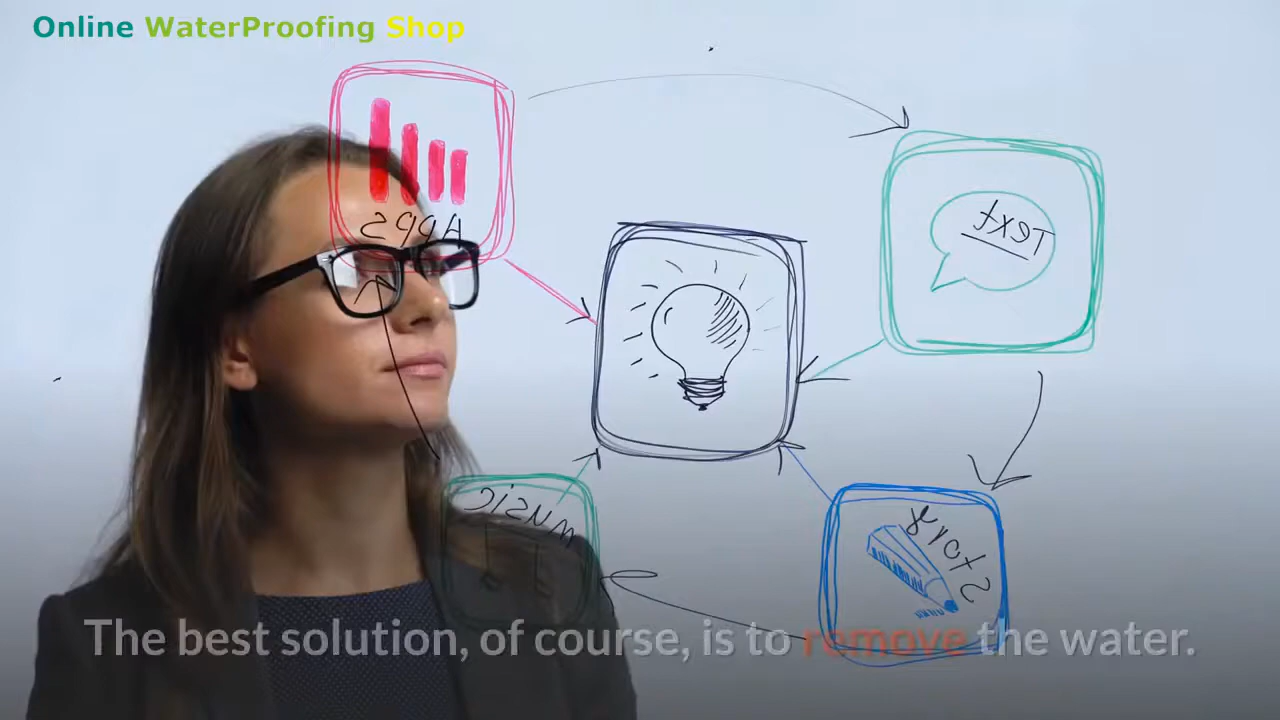 Online WaterProofing Shop
Apps
Text
music
Story
The best solution, of course, is to remove the water.